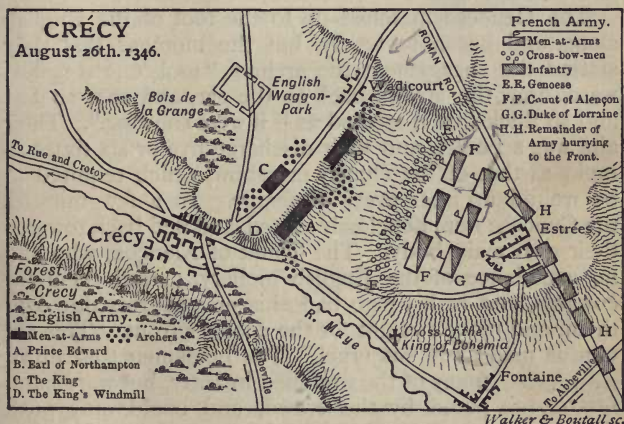 CRÉCY
August 26th. 1346.
French Army.
Men-at-Arms
Cross-bow-men
Infantry
E.E. Genoese
F.F. Count of Alençon
G.G. Duke of Lorraine
H.H. Remainder of
Army hurrying
to the Front.
ROMAN ROAD
Wadicourt
English
Waggon-
Park
Bois de
la Grange
To Rue and Crotoy
C
B
D
A
E
F
G
H
Estrées
Crécy
Forest of
Crecy
English Army.
Men-at-Arms
Archers
A. Prince Edward
B. Earl of Northampton
C. The King
D. The King's Windmill
To Abbeville
R. Maye
E
F
G
H
Cross of the
King of Bohemia
Fontaine
To Abbeville
Walker & Boutall sc.